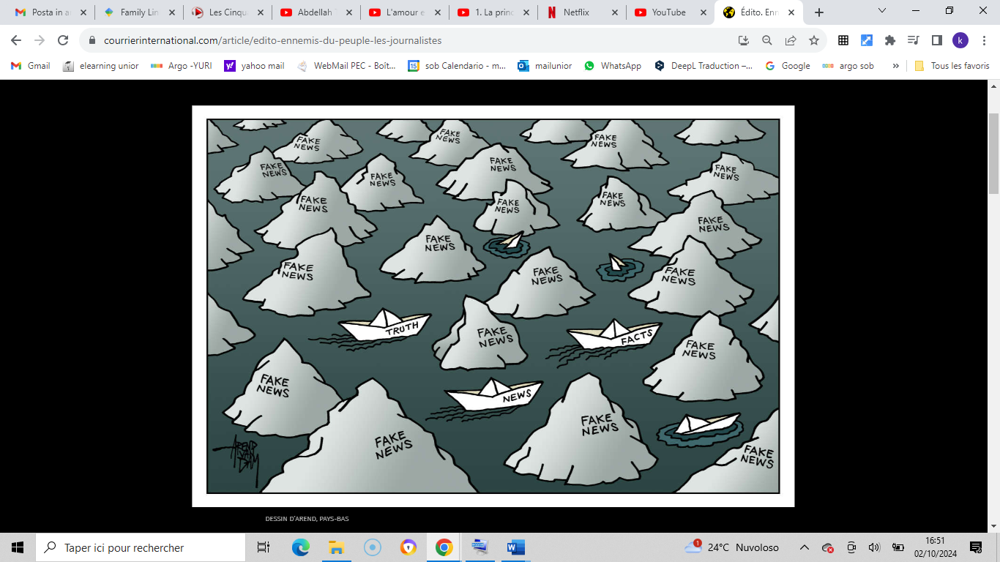 Posta in a
Family Lin
Les Cinqu
Abdellah
L'amour e
1. La princ
Netflix
YouTube
Édito. Enn
courrierinternational.com/article/edito-ennemis-du-peuple-les-journalistes
k
Gmail
elearning unior
Argo -YURI
yahoo mail
WebMail PEC - Boît...
sob Calendario - m...
mailunior
WhatsApp
DeepL Traduction –...
Google
argo sob
»
Tous les favoris
FAKE
NEWS
FAKE
NEWS
FAKE
NEWS
FAKE
NEWS
FAKE
NEWS
FAKE
NEWS
FAKE
NEWS
FAKE
NEWS
FAKE
NEWS
FAKE
NEWS
FAKE
NEWS
FAKE
NEWS
FAKE
NEWS
FAKE
NEWS
FAKE
NEWS
FAKE
NEWS
TRUTH
FAKE
NEWS
FACTS
FAKE
NEWS
FAKE
NEWS
NEWS
FAKE
NEWS
FAKE
NEWS
FAKE
NEWS
AREND
VAN
DAM
DESSIN D'AREND, PAYS-BAS
Taper ici pour rechercher
1
24°C Nuvoloso
16:51
02/10/2024